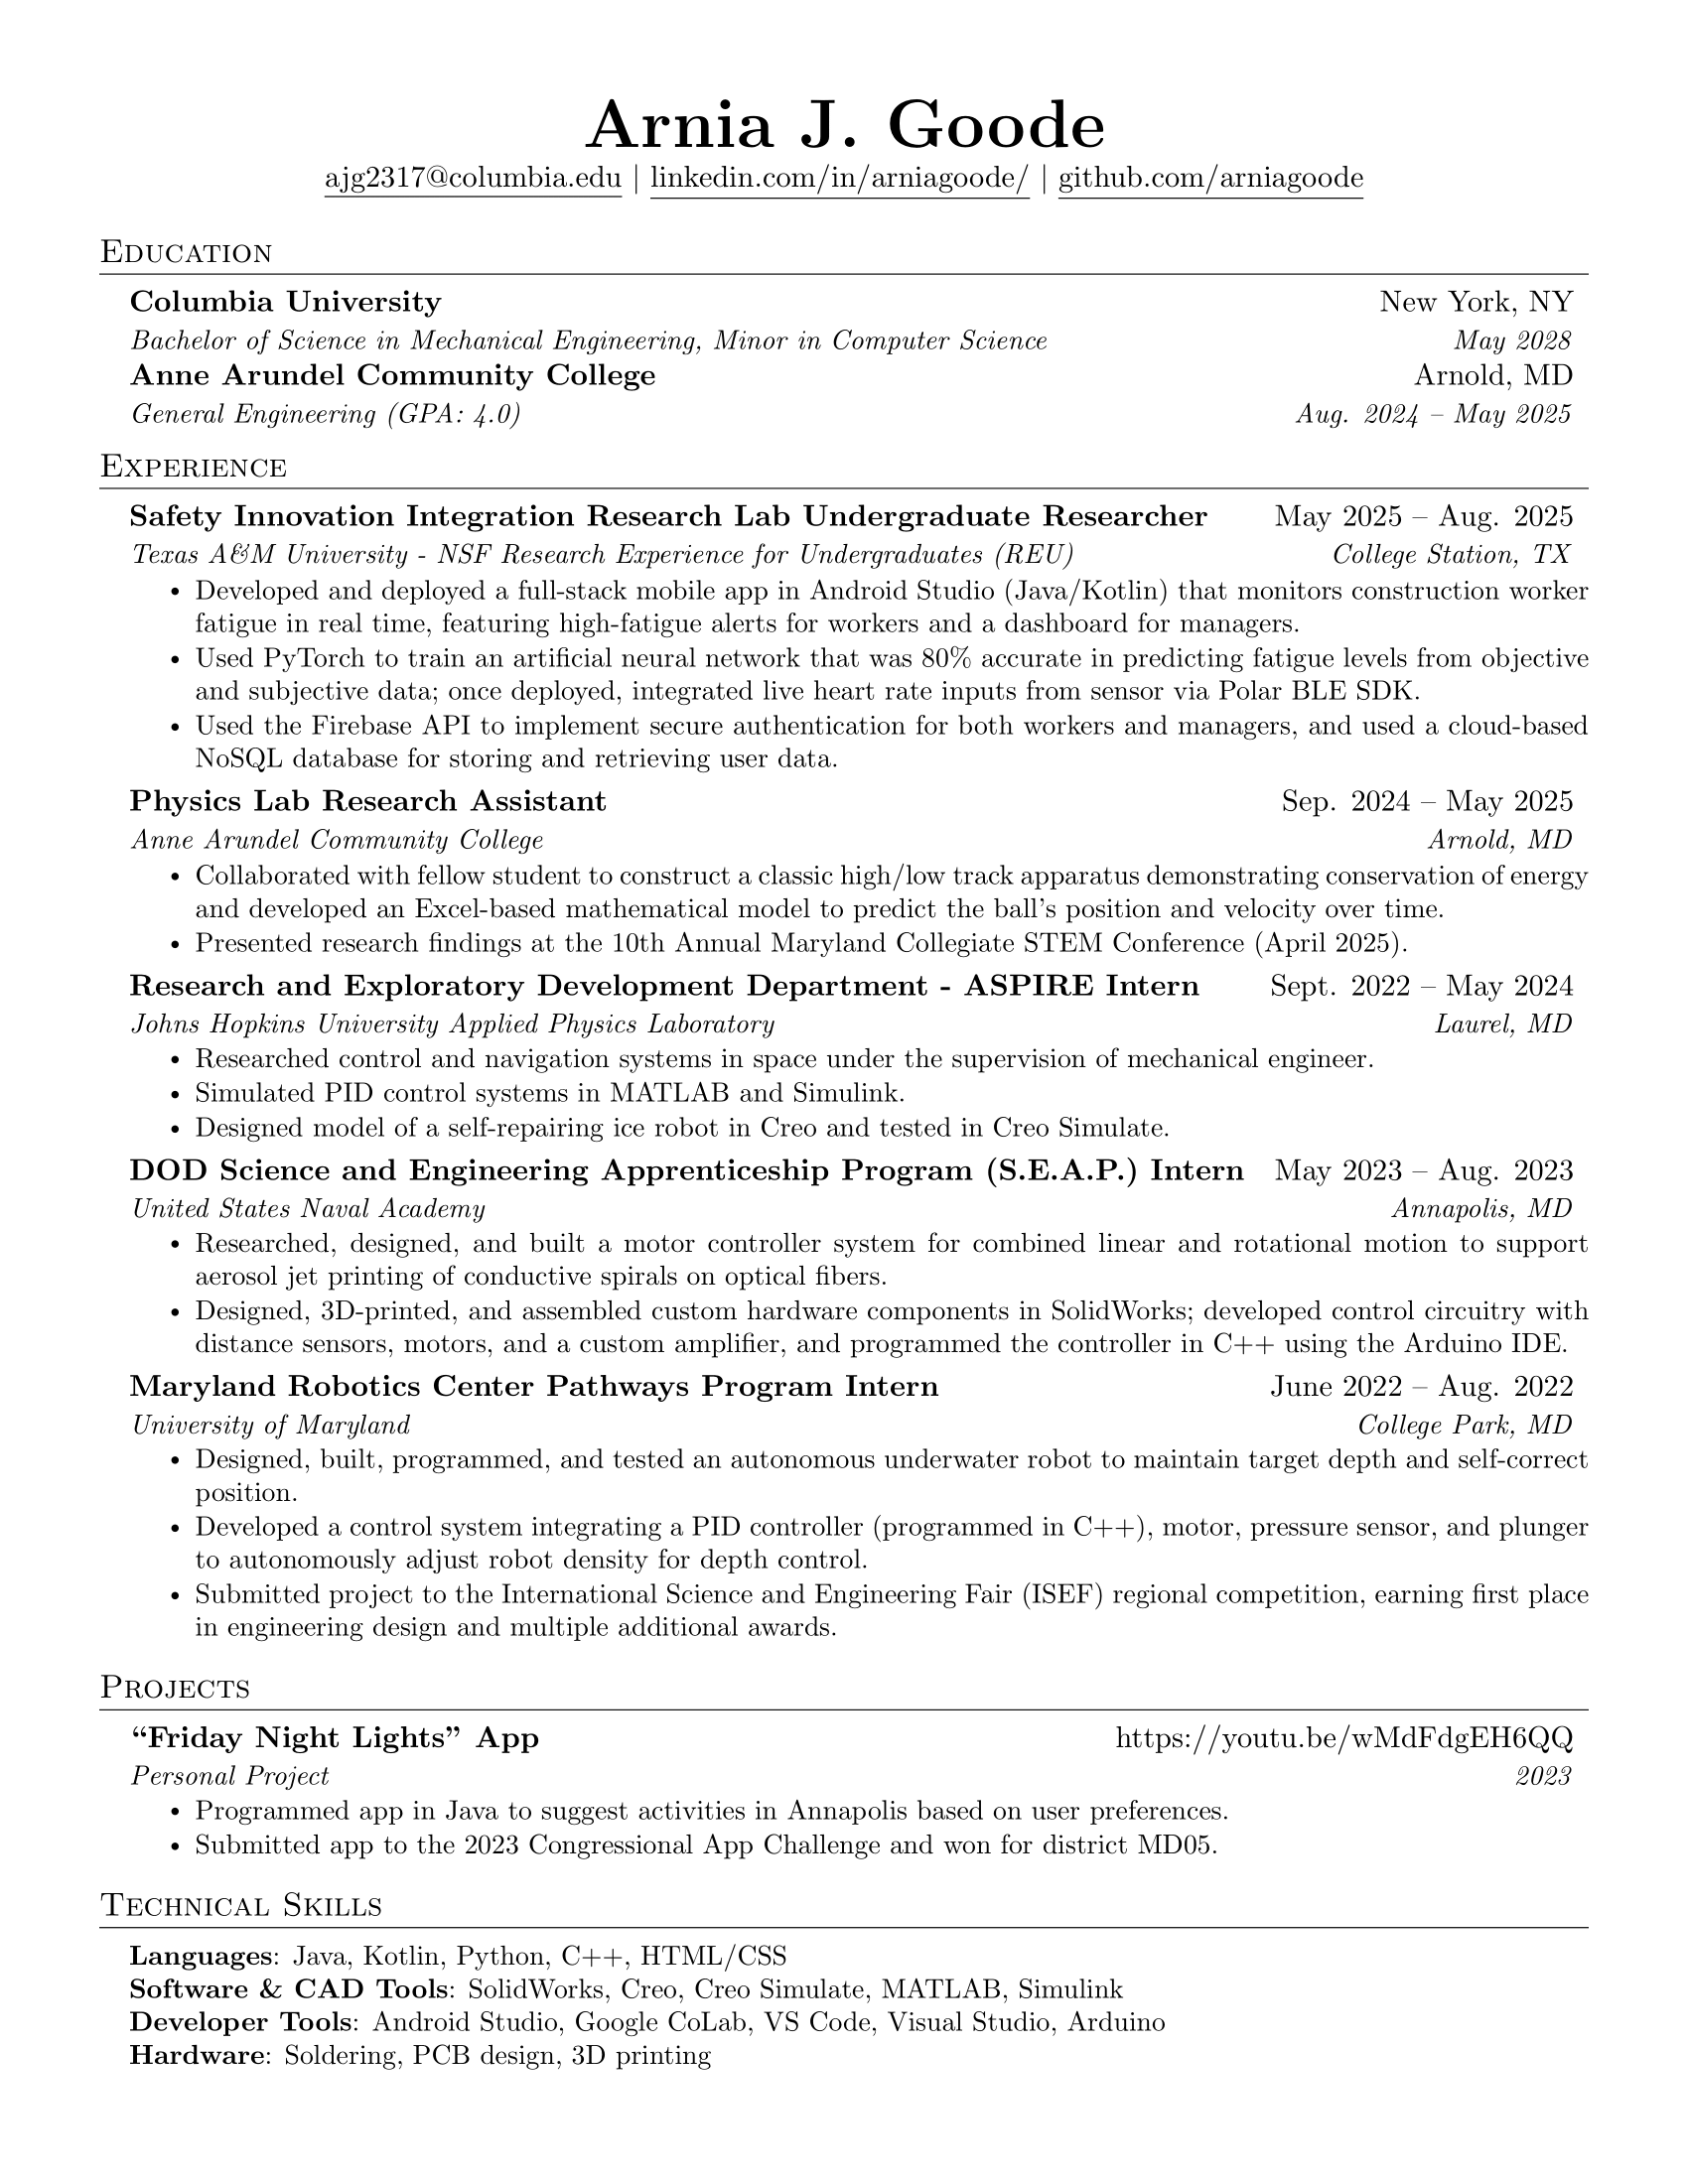 Arnia J. Goode
ajg2317@columbia.edu | linkedin.com/in/arniagoode/ | github.com/arniagoode
Education
Columbia University New York, NY
Bachelor of Science in Mechanical Engineering, Minor in Computer Science May 2028
Anne Arundel Community College Arnold, MD
General Engineering (GPA: 4.0) Aug. 2024 – May 2025
Experience
Safety Innovation Integration Research Lab Undergraduate Researcher May 2025 – Aug. 2025
Texas A&M University - NSF Research Experience for Undergraduates (REU) College Station, TX
• Developed and deployed a full-stack mobile app in Android Studio (Java/Kotlin) that monitors construction worker
fatigue in real time, featuring high-fatigue alerts for workers and a dashboard for managers.
• Used PyTorch to train an artificial neural network that was 80% accurate in predicting fatigue levels from objective
and subjective data; once deployed, integrated live heart rate inputs from sensor via Polar BLE SDK.
• Used the Firebase API to implement secure authentication for both workers and managers, and used a cloud-based
NoSQL database for storing and retrieving user data.
Physics Lab Research Assistant Sep. 2024 – May 2025
Anne Arundel Community College Arnold, MD
• Collaborated with fellow student to construct a classic high/low track apparatus demonstrating conservation of energy
and developed an Excel-based mathematical model to predict the ball's position and velocity over time.
• Presented research findings at the 10th Annual Maryland Collegiate STEM Conference (April 2025).
Research and Exploratory Development Department - ASPIRE Intern Sept. 2022 – May 2024
Johns Hopkins University Applied Physics Laboratory Laurel, MD
• Researched control and navigation systems in space under the supervision of mechanical engineer.
• Simulated PID control systems in MATLAB and Simulink.
• Designed model of a self-repairing ice robot in Creo and tested in Creo Simulate.
DOD Science and Engineering Apprenticeship Program (S.E.A.P.) Intern May 2023 – Aug. 2023
United States Naval Academy Annapolis, MD
• Researched, designed, and built a motor controller system for combined linear and rotational motion to support
aerosol jet printing of conductive spirals on optical fibers.
• Designed, 3D-printed, and assembled custom hardware components in SolidWorks; developed control circuitry with
distance sensors, motors, and a custom amplifier, and programmed the controller in C++ using the Arduino IDE.
Maryland Robotics Center Pathways Program Intern June 2022 – Aug. 2022
University of Maryland College Park, MD
• Designed, built, programmed, and tested an autonomous underwater robot to maintain target depth and self-correct
position.
• Developed a control system integrating a PID controller (programmed in C++), motor, pressure sensor, and plunger
to autonomously adjust robot density for depth control.
• Submitted project to the International Science and Engineering Fair (ISEF) regional competition, earning first place
in engineering design and multiple additional awards.
Projects
“Friday Night Lights” App https://youtu.be/wMdFdgEH6QQ
Personal Project 2023
• Programmed app in Java to suggest activities in Annapolis based on user preferences.
• Submitted app to the 2023 Congressional App Challenge and won for district MD05.
Technical Skills
Languages: Java, Kotlin, Python, C++, HTML/CSS
Software & CAD Tools: SolidWorks, Creo, Creo Simulate, MATLAB, Simulink
Developer Tools: Android Studio, Google CoLab, VS Code, Visual Studio, Arduino
Hardware: Soldering, PCB design, 3D printing